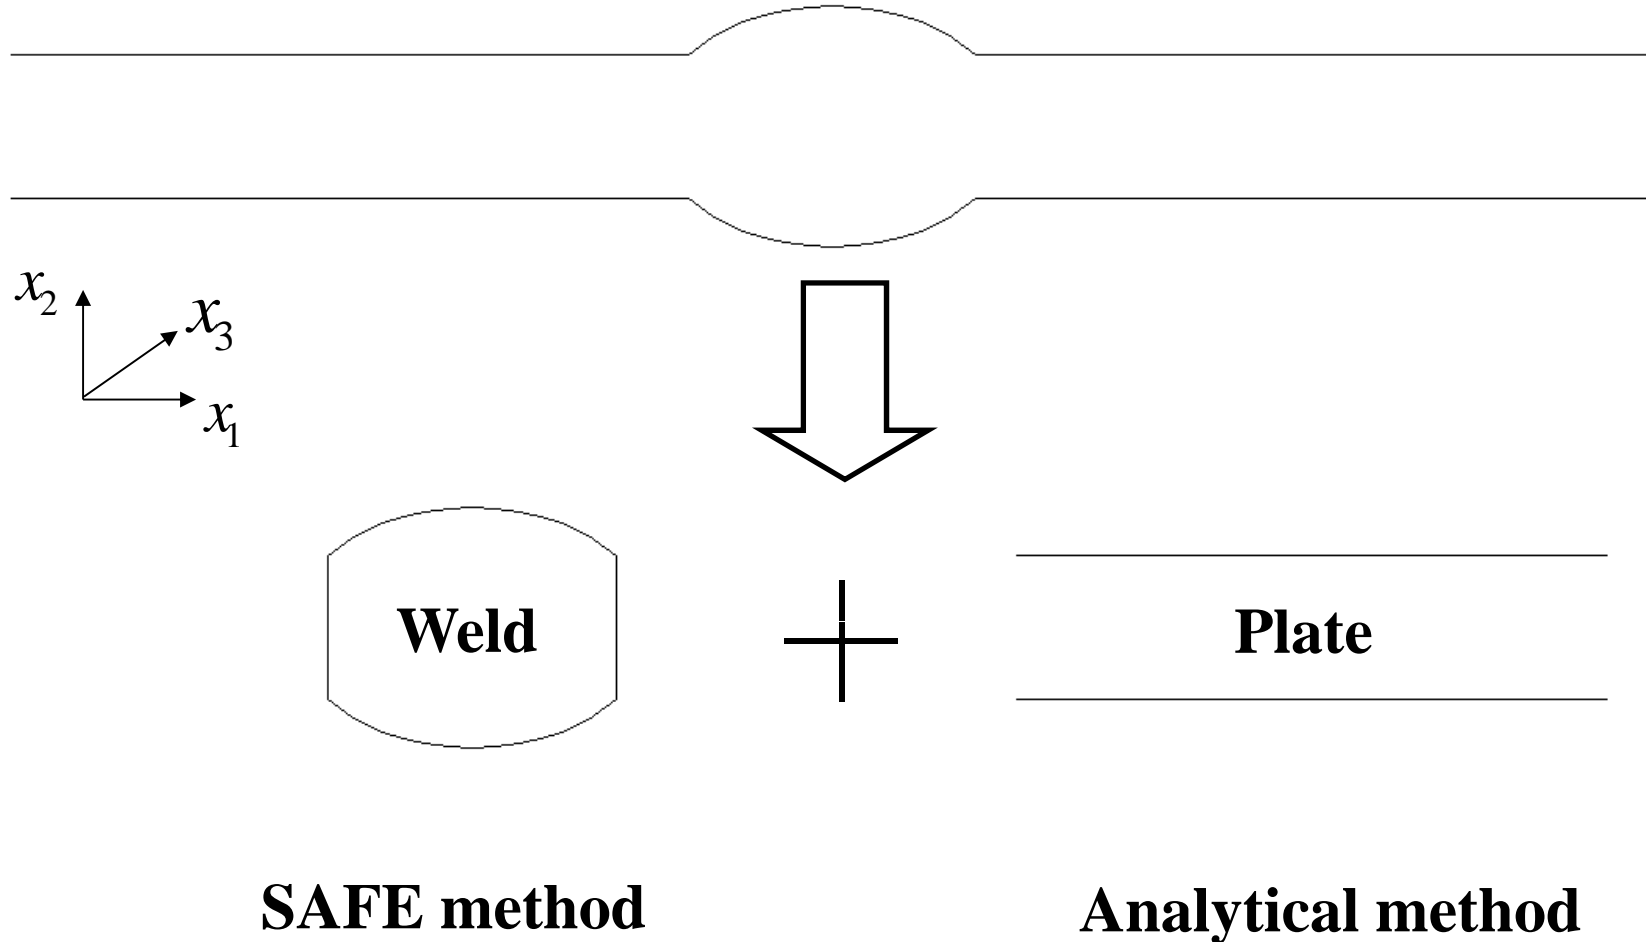 x2
x3
x1
Weld
Plate
SAFE method
Analytical method